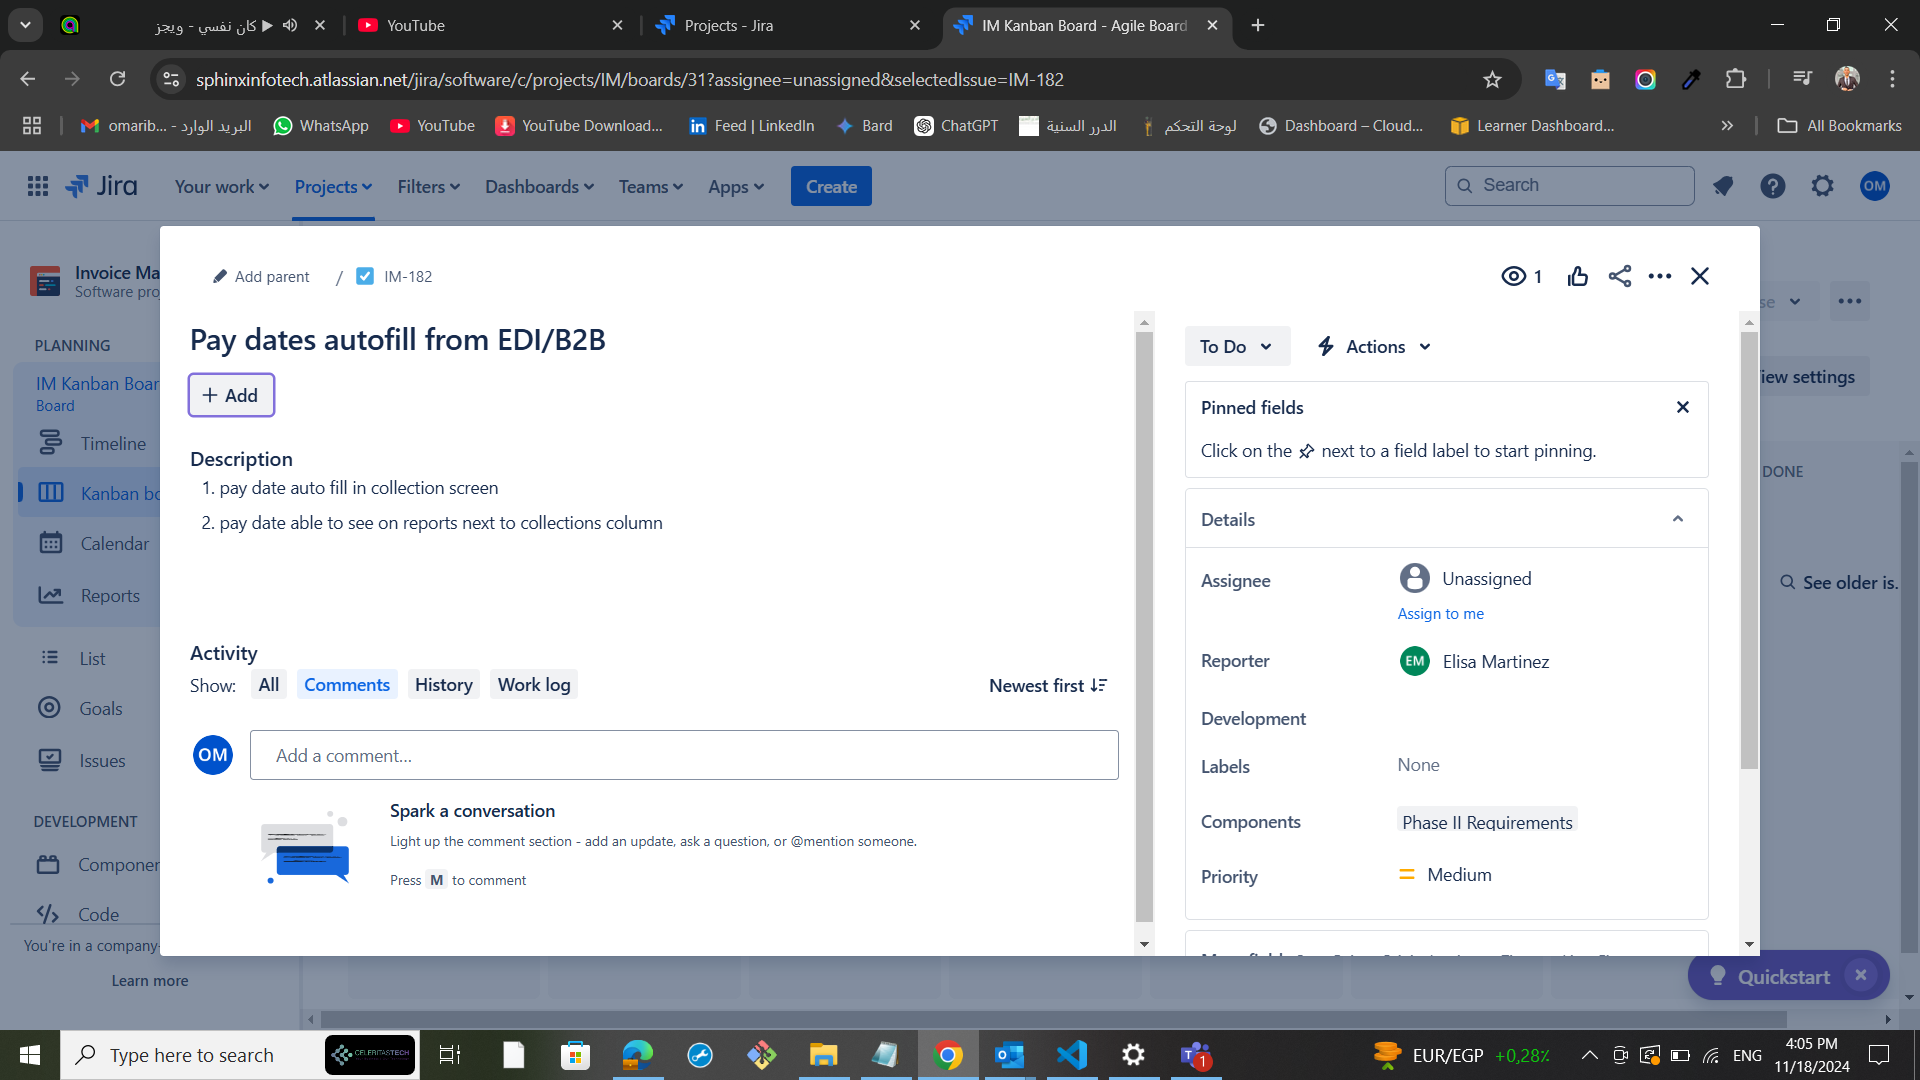 كان نفسي - ويجز
YouTube
Projects - Jira
IM Kanban Board - Agile Board
sphinxinfotech.atlassian.net/jira/software/c/projects/IM/boards/31?assignee=unassigned&selectedIssue=IM-182
omarib... - البريد الوارد
WhatsApp
YouTube
YouTube Download...
Feed | LinkedIn
Bard
ChatGPT
الدرر السنية
لوحة التحكم
Dashboard – Cloud...
Learner Dashboard...
All Bookmarks
Jira
Your work
Projects
Filters
Dashboards
Teams
Apps
Create
Search
OM
Invoice Ma
Software proj
PLANNING
IM Kanban Boar
Board
Timeline
Kanban bo
Calendar
Reports
List
Goals
Issues
DEVELOPMENT
Componen
Code
You're in a company-
Learn more
Add parent / IM-182
1
Pay dates autofill from EDI/B2B
+ Add
Description
1. pay date auto fill in collection screen
2. pay date able to see on reports next to collections column
Activity
Show: All Comments History Work log
Newest first
OM
Add a comment...
Spark a conversation
Light up the comment section - add an update, ask a question, or @mention someone.
Press M to comment
To Do
Actions
Pinned fields
Click on the next to a field label to start pinning.
Details
Assignee
Unassigned
Assign to me
Reporter
EM
Elisa Martinez
Development
Labels
None
Components
Phase II Requirements
Priority
Medium
iew settings
DONE
See older is.
Quickstart
Type here to search
CELERITASTECH
1
EUR/EGP +0,28%
ENG
4:05 PM
11/18/2024